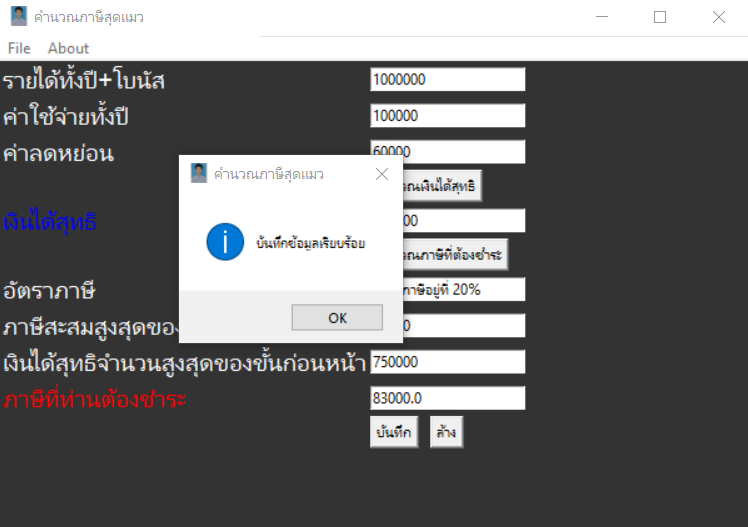 คำนวณภาษีสุดแมว
File About
รายได้ทั้งปี+โบนัส 1000000
ค่าใช้จ่ายทั้งปี 100000
ค่าลดหย่อน 60000
คำนวณภาษีสุดแมว
ณเงินได้สุทธิ
เงินได้สุทธิ 00
บันทึกข้อมูลเรียบร้อย
ณภาษีที่ต้องชำระ
อัตราภาษี ภาษีอยู่ที่ 20%
OK
ภาษีสะสมสูงสุดของ 0
เงินได้สุทธิจำนวนสูงสุดของขั้นก่อนหน้า 750000
ภาษีที่ท่านต้องชำระ 83000.0
บันทึก ล้าง